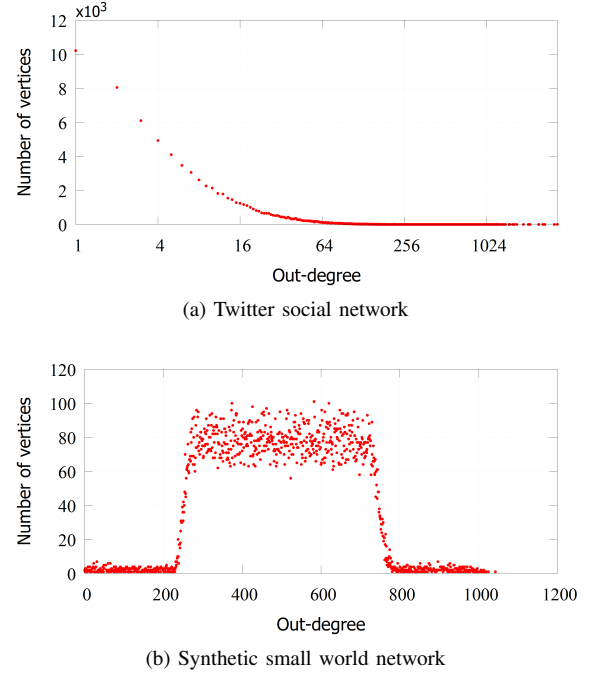 ×10³
12
10
8
6
4
2
0
Number of vertices
1 4 16 64 256 1024
Out-degree
(a) Twitter social network
120
100
80
60
40
20
0
Number of vertices
0 200 400 600 800 1000 1200
Out-degree
(b) Synthetic small world network